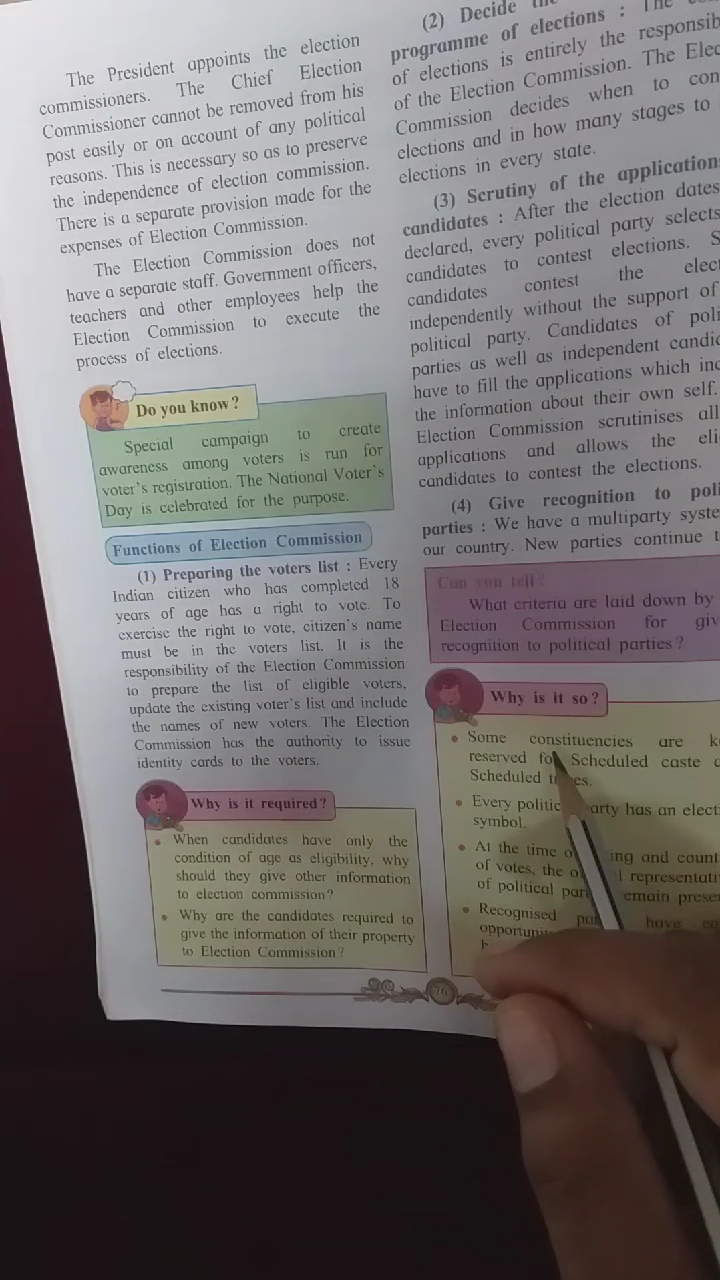 The President appoints the election
commissioners. The Chief Election
Commissioner cannot be removed from his
post easily or on account of any political
reasons. This is necessary so as to preserve
the independence of election commission.
There is a separate provision made for the
expenses of Election Commission.
The Election Commission does not
have a separate staff. Government officers,
teachers and other employees help the
Election Commission to execute the
process of elections.
Do you know?
Special campaign to create
awareness among voters is run for
voter's registration. The National Voter's
Day is celebrated for the purpose.
Functions of Election Commission
(1) Preparing the voters list : Every
Indian citizen who has completed 18
years of age has a right to vote. To
exercise the right to vote, citizen's name
must be in the voters list. It is the
responsibility of the Election Commission
to prepare the list of eligible voters,
update the existing voter's list and include
the names of new voters. The Election
Commission has the authority to issue
identity cards to the voters.
Why is it required?
• When candidates have only the
condition of age as eligibility, why
should they give other information
to election commission?
• Why are the candidates required to
give the information of their property
to Election Commission?
(2) Decide
programme of elections :
of elections is entirely the
of the Election Commission. The
Commission decides when to
elections and in how many stages to
elections in every state.
(3) Scrutiny of the
candidates : After the election dates
declared, every political party selects
candidates to contest elections.
candidates contest the
independently without the support of
political party. Candidates of
parties as well as independent
have to fill the applications which
the information about their own self.
Election Commission scrutinises all
applications and allows the
candidates to contest the elections.
(4) Give recognition to
parties : We have a multiparty
our country. New parties continue
Can you tell?
What criteria are laid down by
Election Commission for
recognition to political parties?
Why is it so?
• Some constituencies are
reserved for Scheduled caste
Scheduled
• Every has an
symbol.
• At the time and
of votes, the
of political remain
• Recognised have
76